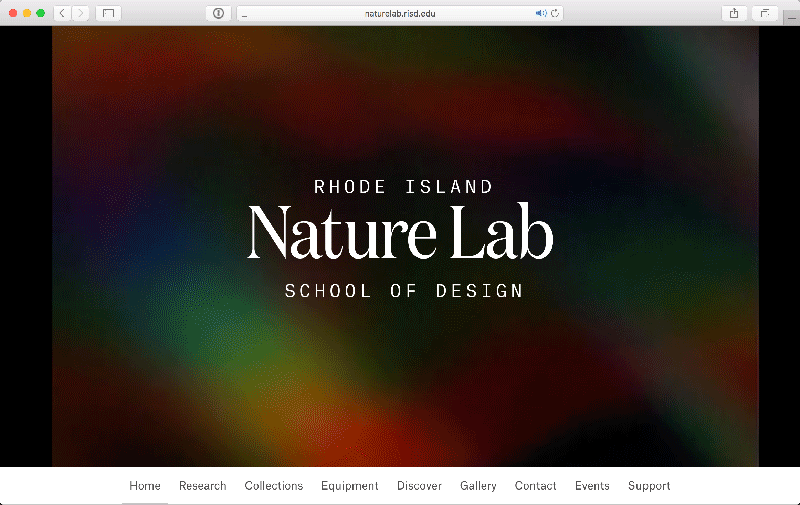 naturelab.risd.edu
RHODE ISLAND
Nature Lab
SCHOOL OF DESIGN
Home Research Collections Equipment Discover Gallery Contact Events Support